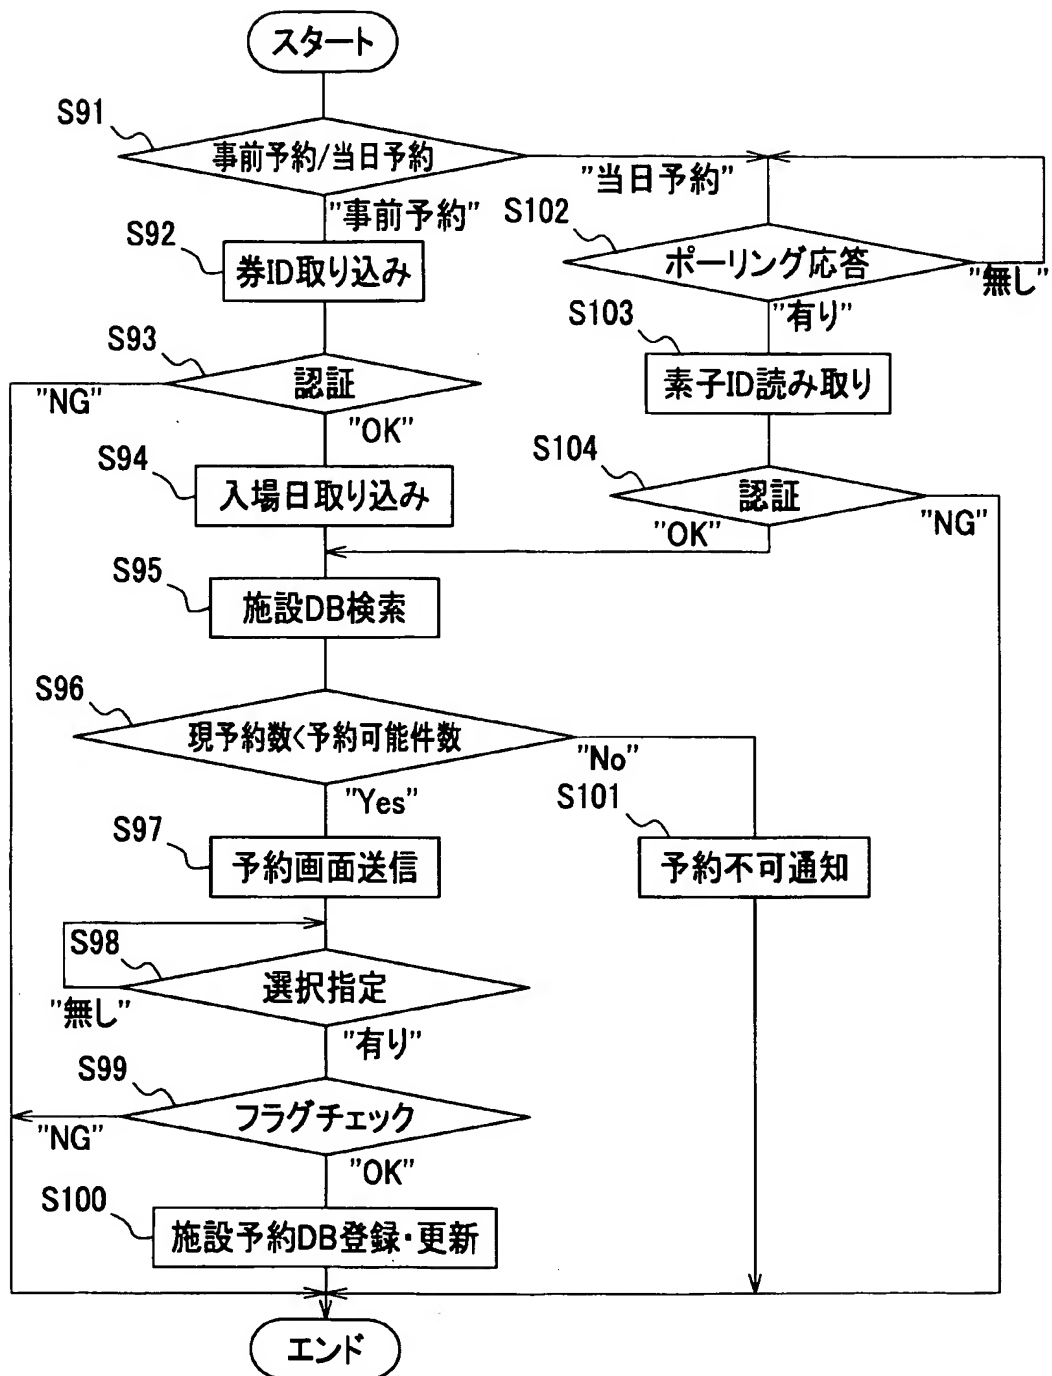 スタート
S91
事前予約/当日予約
"当日予約"
"事前予約"
S92
券ID取り込み
S102
ポーリング応答
"無し"
"有り"
S103
素子ID読み取り
S93
認証
"NG"
"OK"
S94
入場日取り込み
S104
認証
"OK"
"NG"
S95
施設DB検索
S96
現予約数<予約可能件数
"No"
"Yes"
S97
予約画面送信
S101
予約不可通知
S98
選択指定
"無し"
"有り"
S99
フラグチェック
"NG"
"OK"
S100
施設予約DB登録・更新
エンド